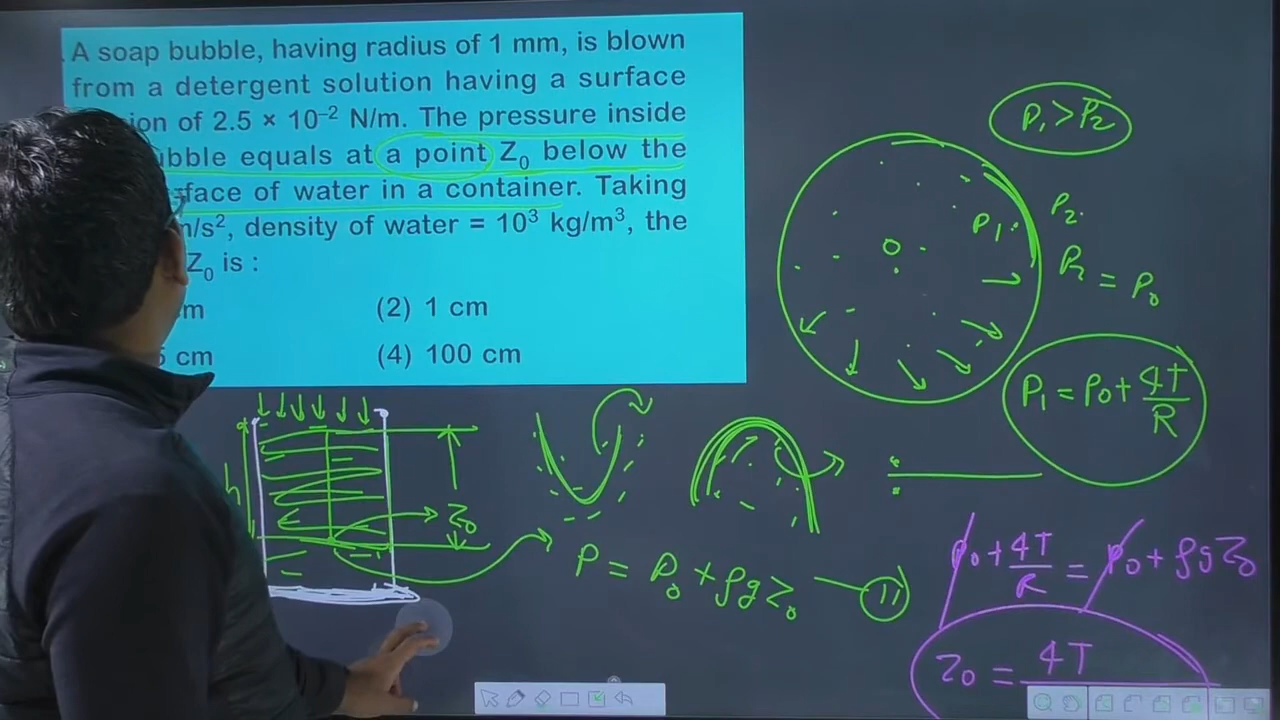 A soap bubble, having radius of 1 mm, is blown
from a detergent solution having a surface
ion of 2.5 × 10⁻² N/m. The pressure inside
bble equals at a point Z₀ below the
face of water in a container. Taking
/s², density of water = 10³ kg/m³, the
Z₀ is :
m
(2) 1 cm
cm
(4) 100 cm
P₁ > P₂
P₁
P₂
P₂ = P₀
O
P₁ = P₀ + 4T/R
h
Z₀
P = P₀ + ρgZ₀ — 11
P₀ + 4T/R = P₀ + ρgZ₀
Z₀ = 4T